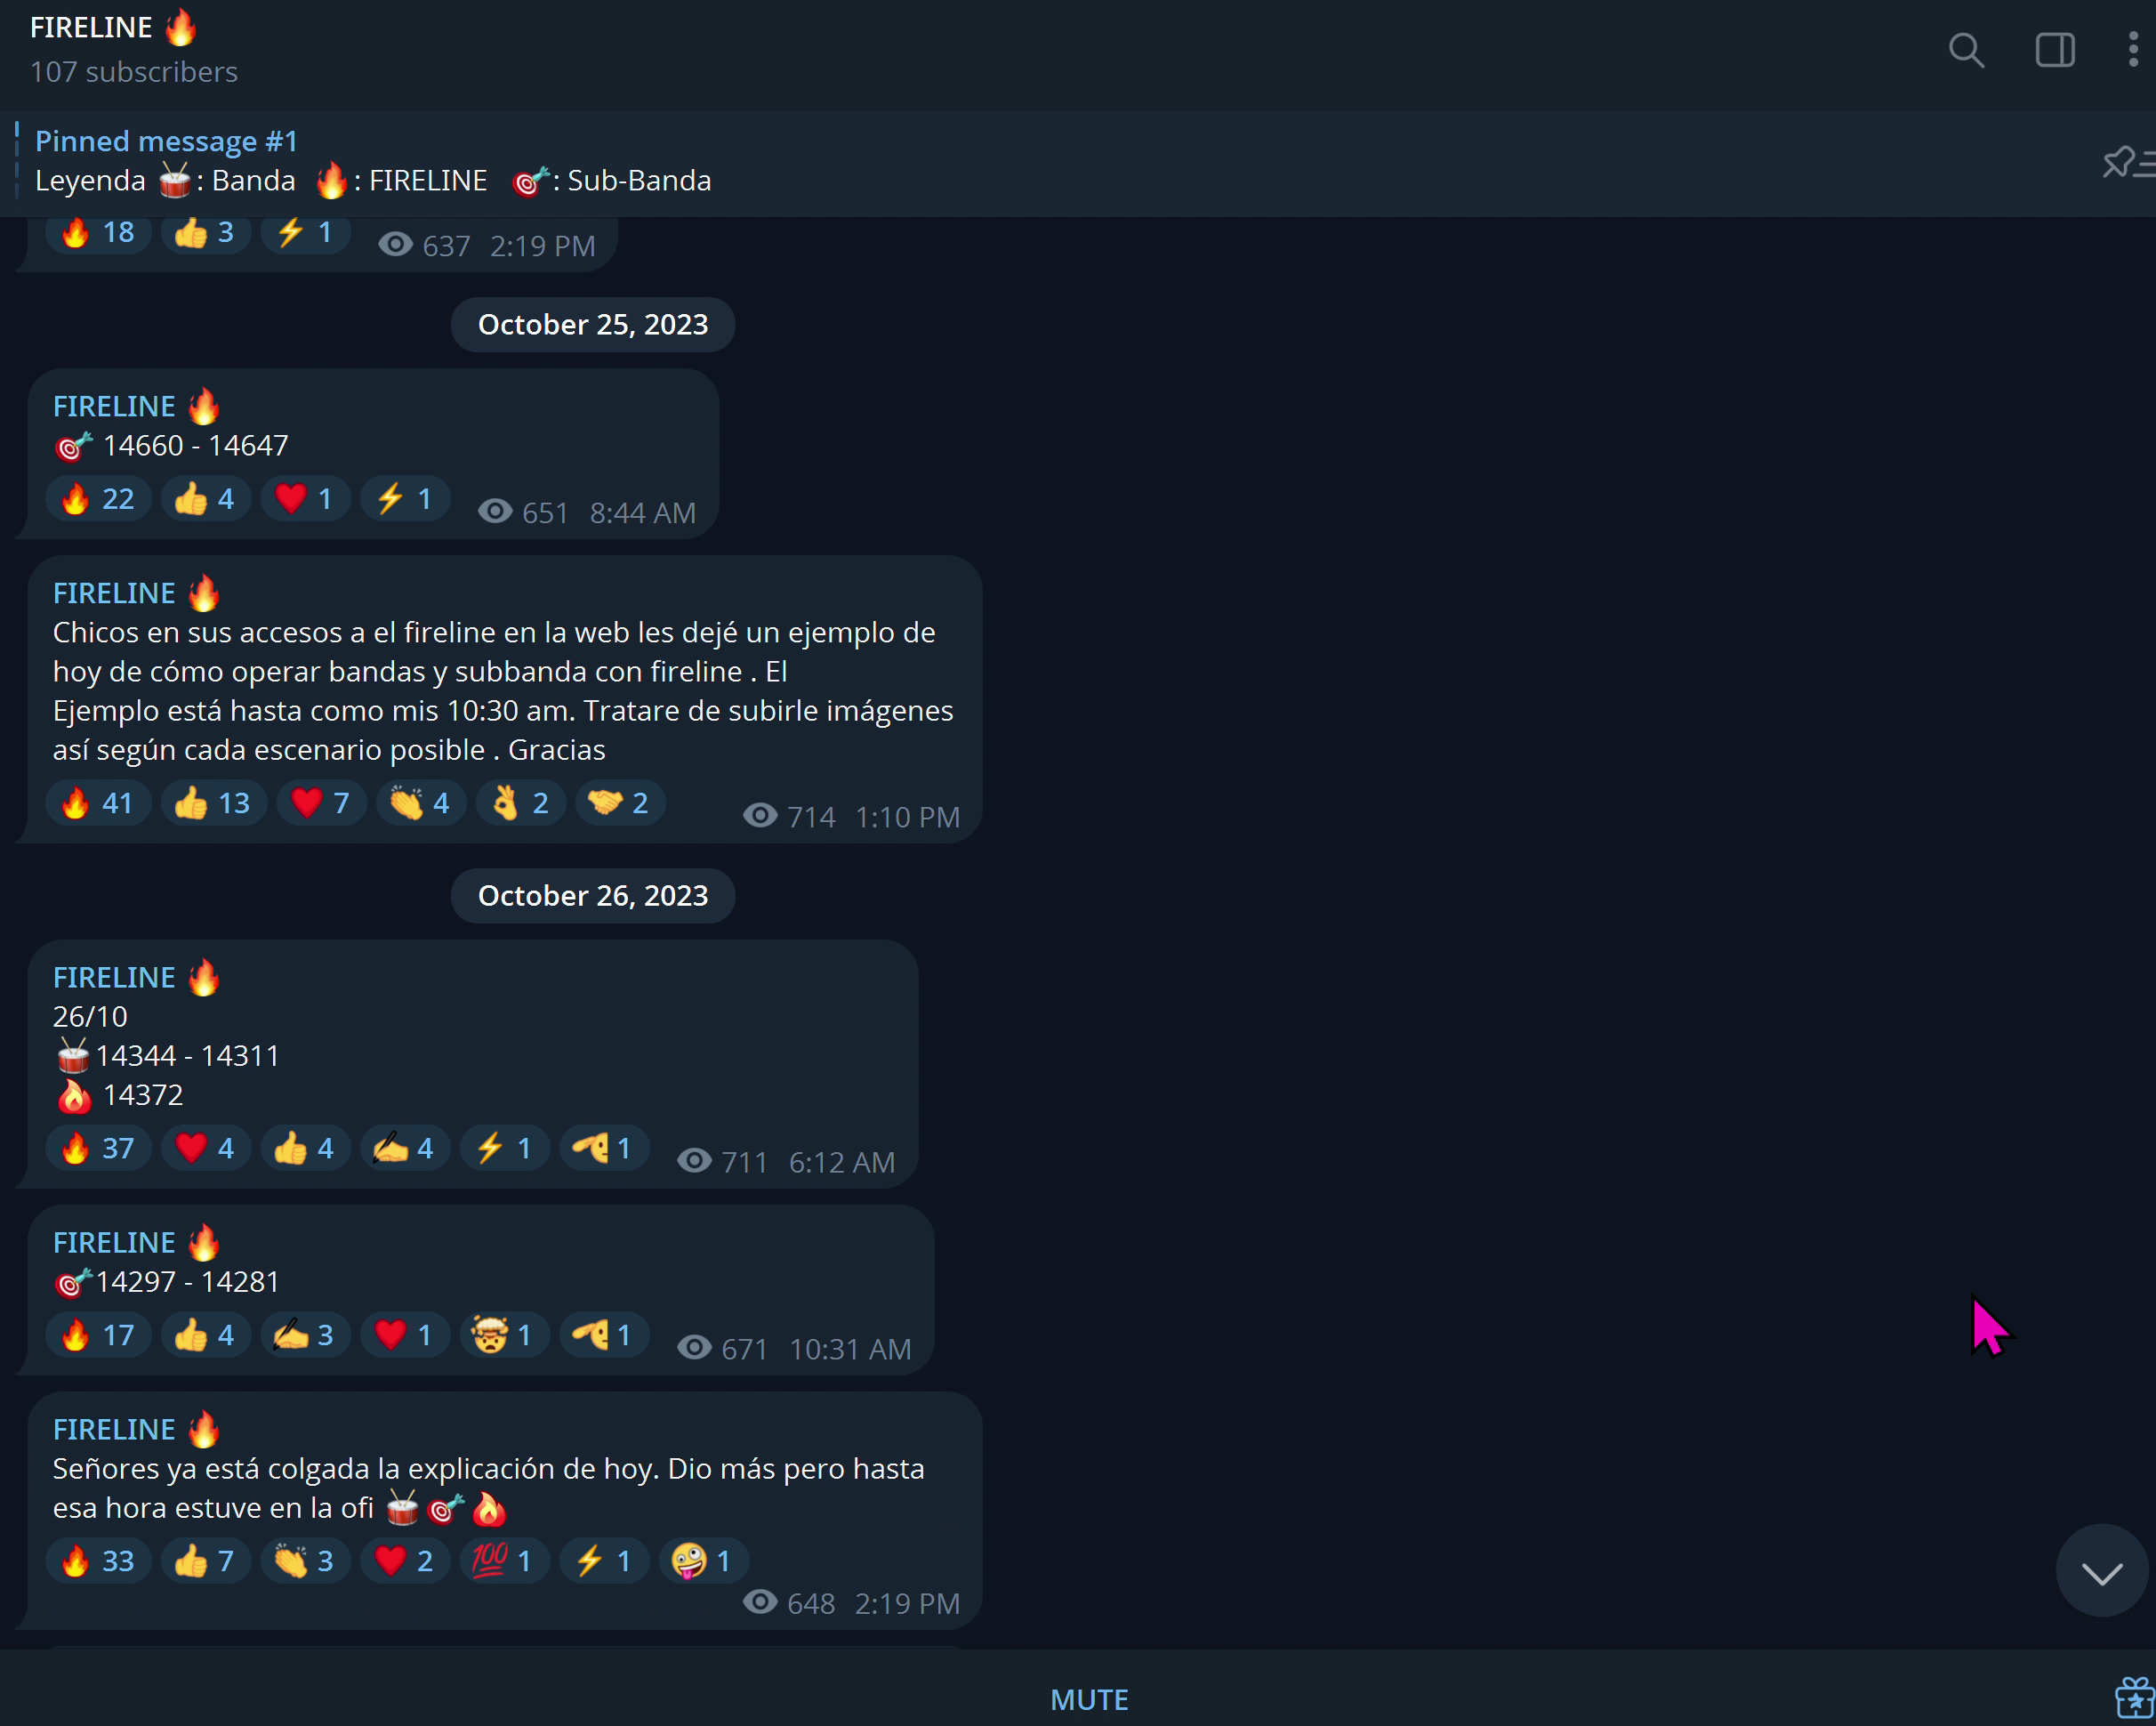 FIRELINE 🔥
107 subscribers
Pinned message #1
Leyenda 🥁: Banda 🔥: FIRELINE 🎯: Sub-Banda
🔥 18 👍 3 ⚡ 1 637 2:19 PM
October 25, 2023
FIRELINE 🔥
🎯 14660 - 14647
🔥 22 👍 4 ❤️ 1 ⚡ 1 651 8:44 AM
FIRELINE 🔥
Chicos en sus accesos a el fireline en la web les dejé un ejemplo de
hoy de cómo operar bandas y subbanda con fireline . El
Ejemplo está hasta como mis 10:30 am. Tratare de subirle imágenes
así según cada escenario posible . Gracias
🔥 41 👍 13 ❤️ 7 👏 4 👌 2 🤝 2 714 1:10 PM
October 26, 2023
FIRELINE 🔥
26/10
🥁14344 - 14311
🔥 14372
🔥 37 ❤️ 4 👍 4 ✍️ 4 ⚡ 1 🫡 1 711 6:12 AM
FIRELINE 🔥
🎯14297 - 14281
🔥 17 👍 4 ✍️ 3 ❤️ 1 🤯 1 🫡 1 671 10:31 AM
FIRELINE 🔥
Señores ya está colgada la explicación de hoy. Dio más pero hasta
esa hora estuve en la ofi 🥁🎯🔥
🔥 33 👍 7 👏 3 ❤️ 2 💯 1 ⚡ 1 🤪 1
648 2:19 PM
MUTE